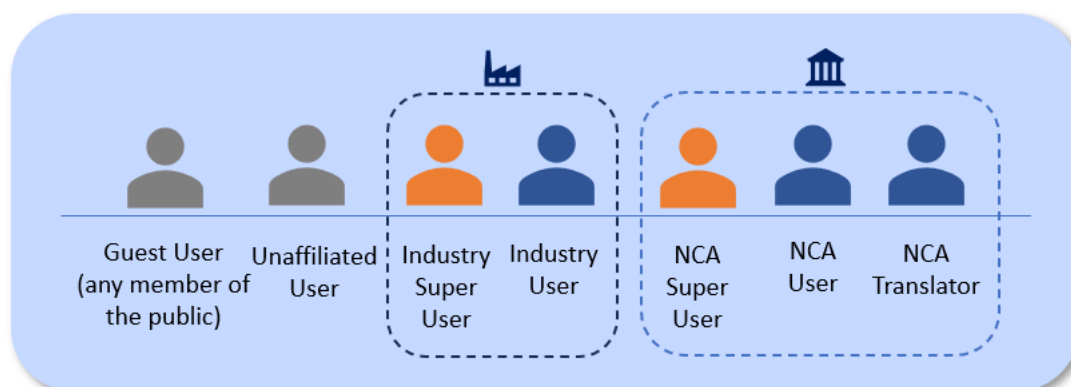 Guest User
(any member of
the public)
Unaffiliated
User
Industry
Super
User
Industry
User
NCA
Super
User
NCA
User
NCA
Translator